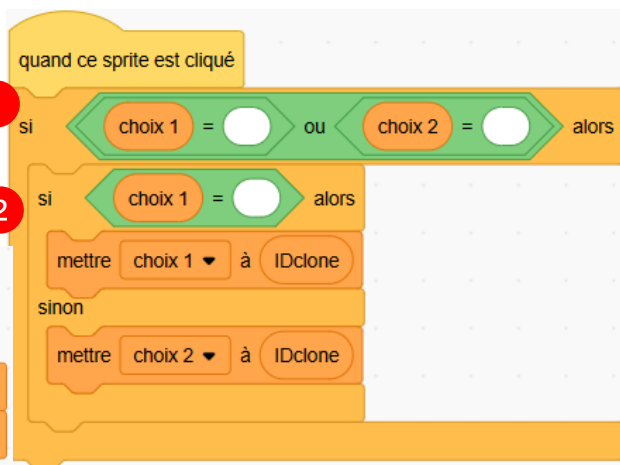 quand ce sprite est cliqué
si choix 1 = ou choix 2 = alors
2
si choix 1 = alors
mettre choix 1 à IDclone
sinon
mettre choix 2 à IDclone